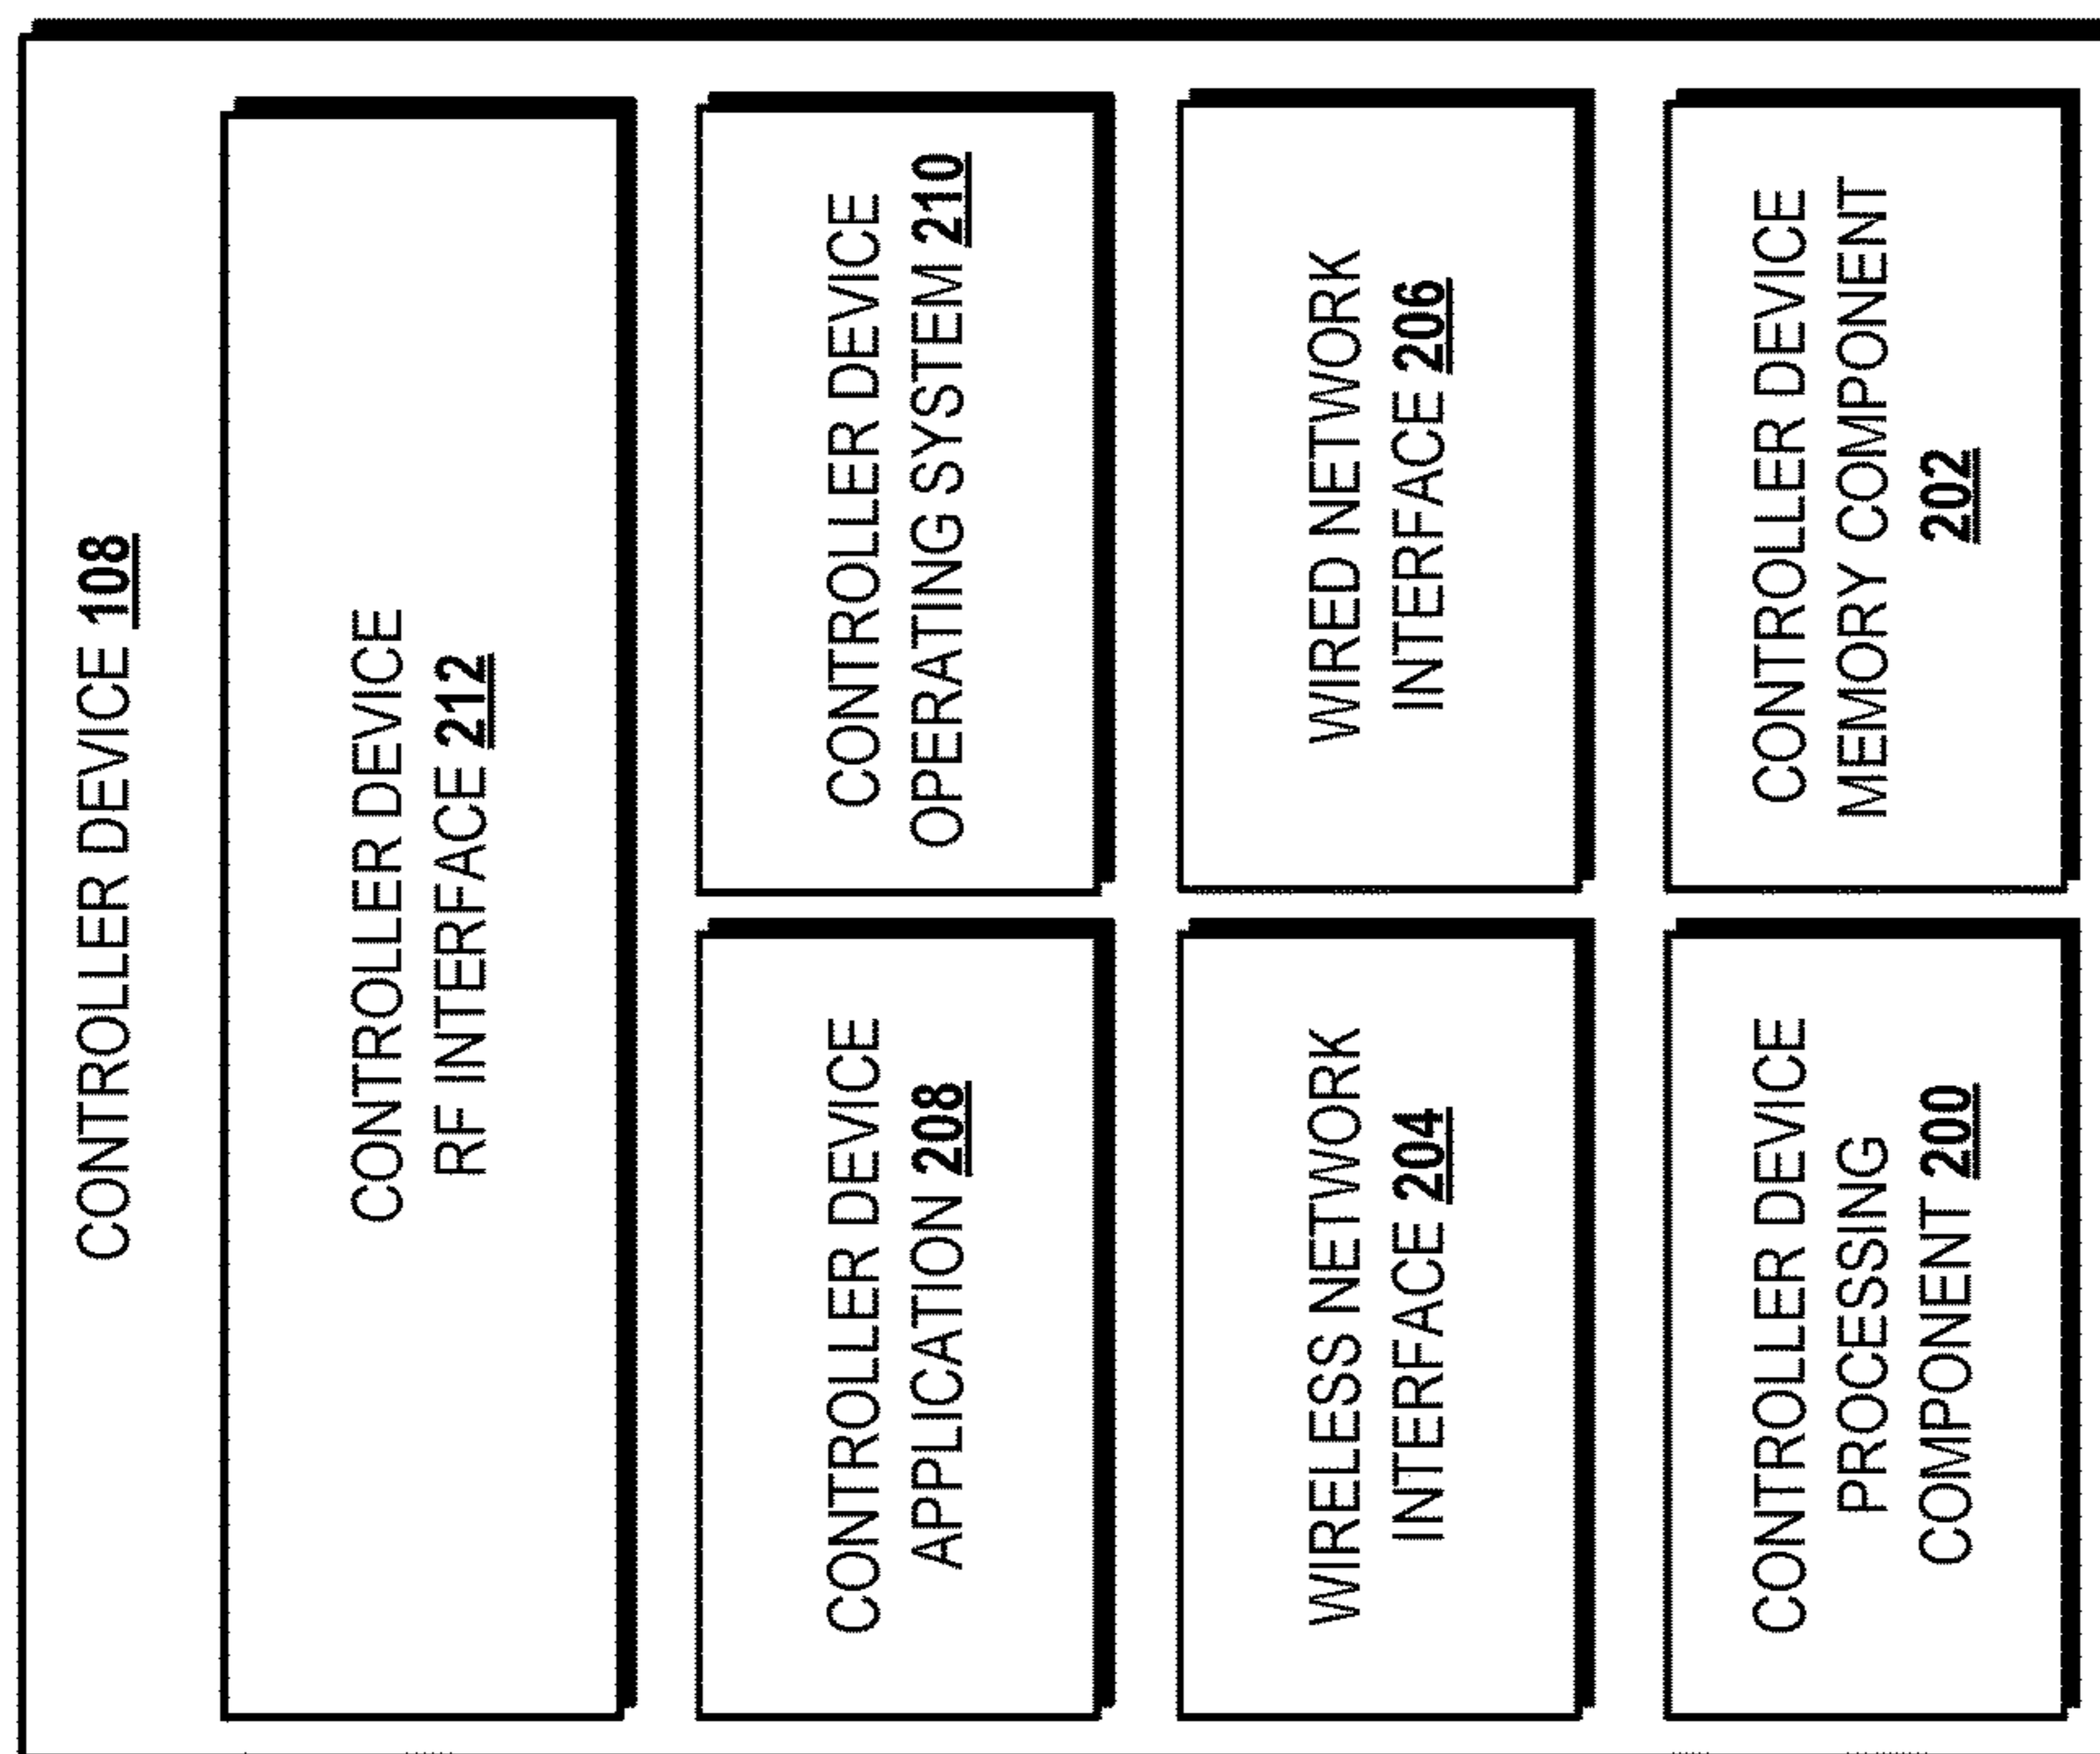 CONTROLLER DEVICE 108
CONTROLLER DEVICE
RF INTERFACE 212
CONTROLLER DEVICE
APPLICATION 208
CONTROLLER DEVICE
OPERATING SYSTEM 210
WIRELESS NETWORK
INTERFACE 204
WIRED NETWORK
INTERFACE 206
CONTROLLER DEVICE
PROCESSING
COMPONENT 200
CONTROLLER DEVICE
MEMORY COMPONENT
202